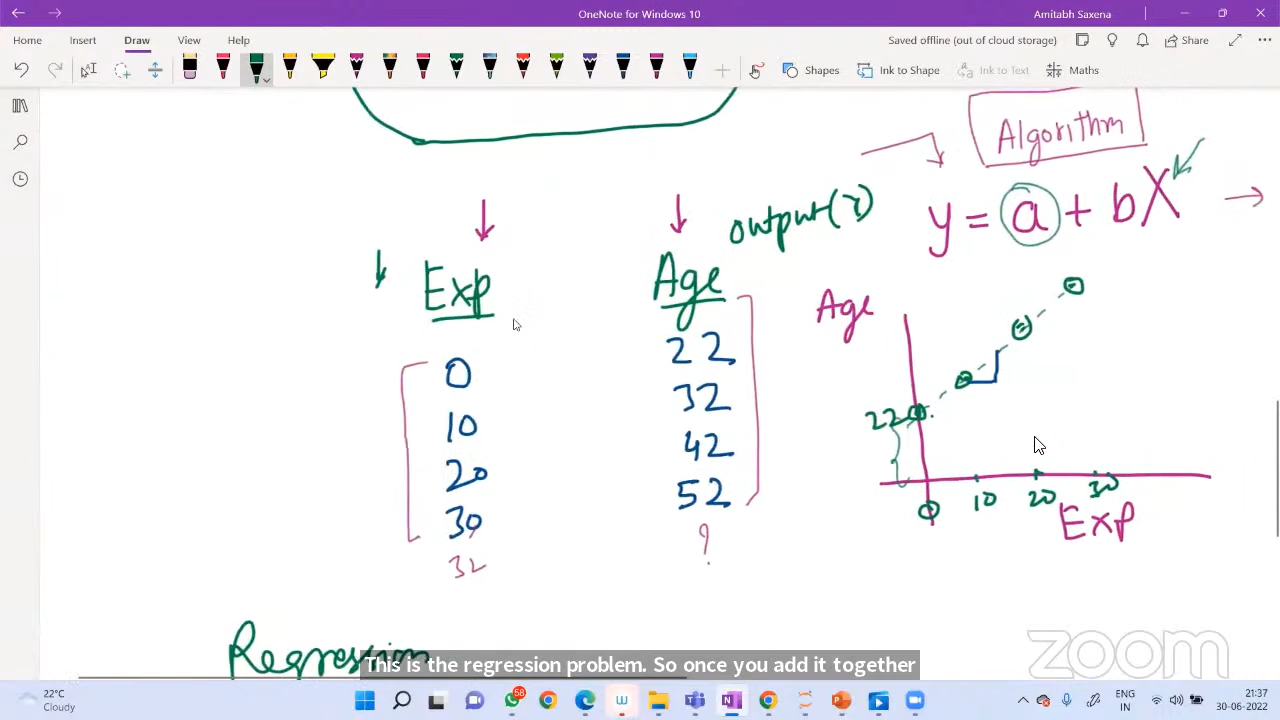 OneNote for Windows 10
Amitabh Saxena
Home Insert Draw View Help
Saved offline (out of cloud storage)
Share
Shapes
Ink to Shape
Ink to Text
Maths
Algorithm
y = a + bX
output(Y)
Exp Age
0 22
10 32
20 42
30 52
32 ?
Age
22
0 10 20 30
Exp
Regression
This is the regression problem. So once you add it together
zoom
22°C
Cloudy
58
ENG
IN
21:37
30-06-2022